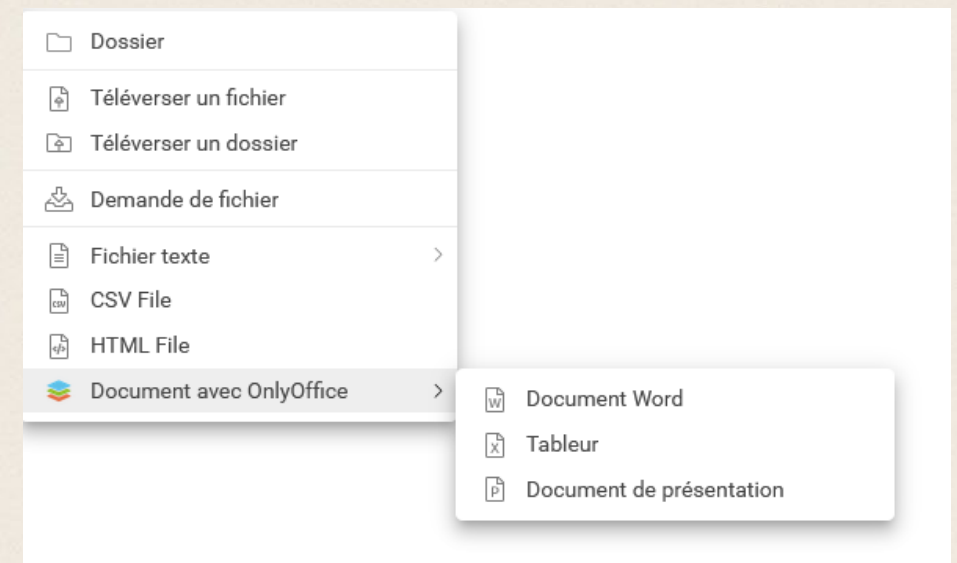 Dossier
Téléverser un fichier
Téléverser un dossier
Demande de fichier
Fichier texte
CSV File
HTML File
Document avec OnlyOffice
Document Word
Tableur
Document de présentation